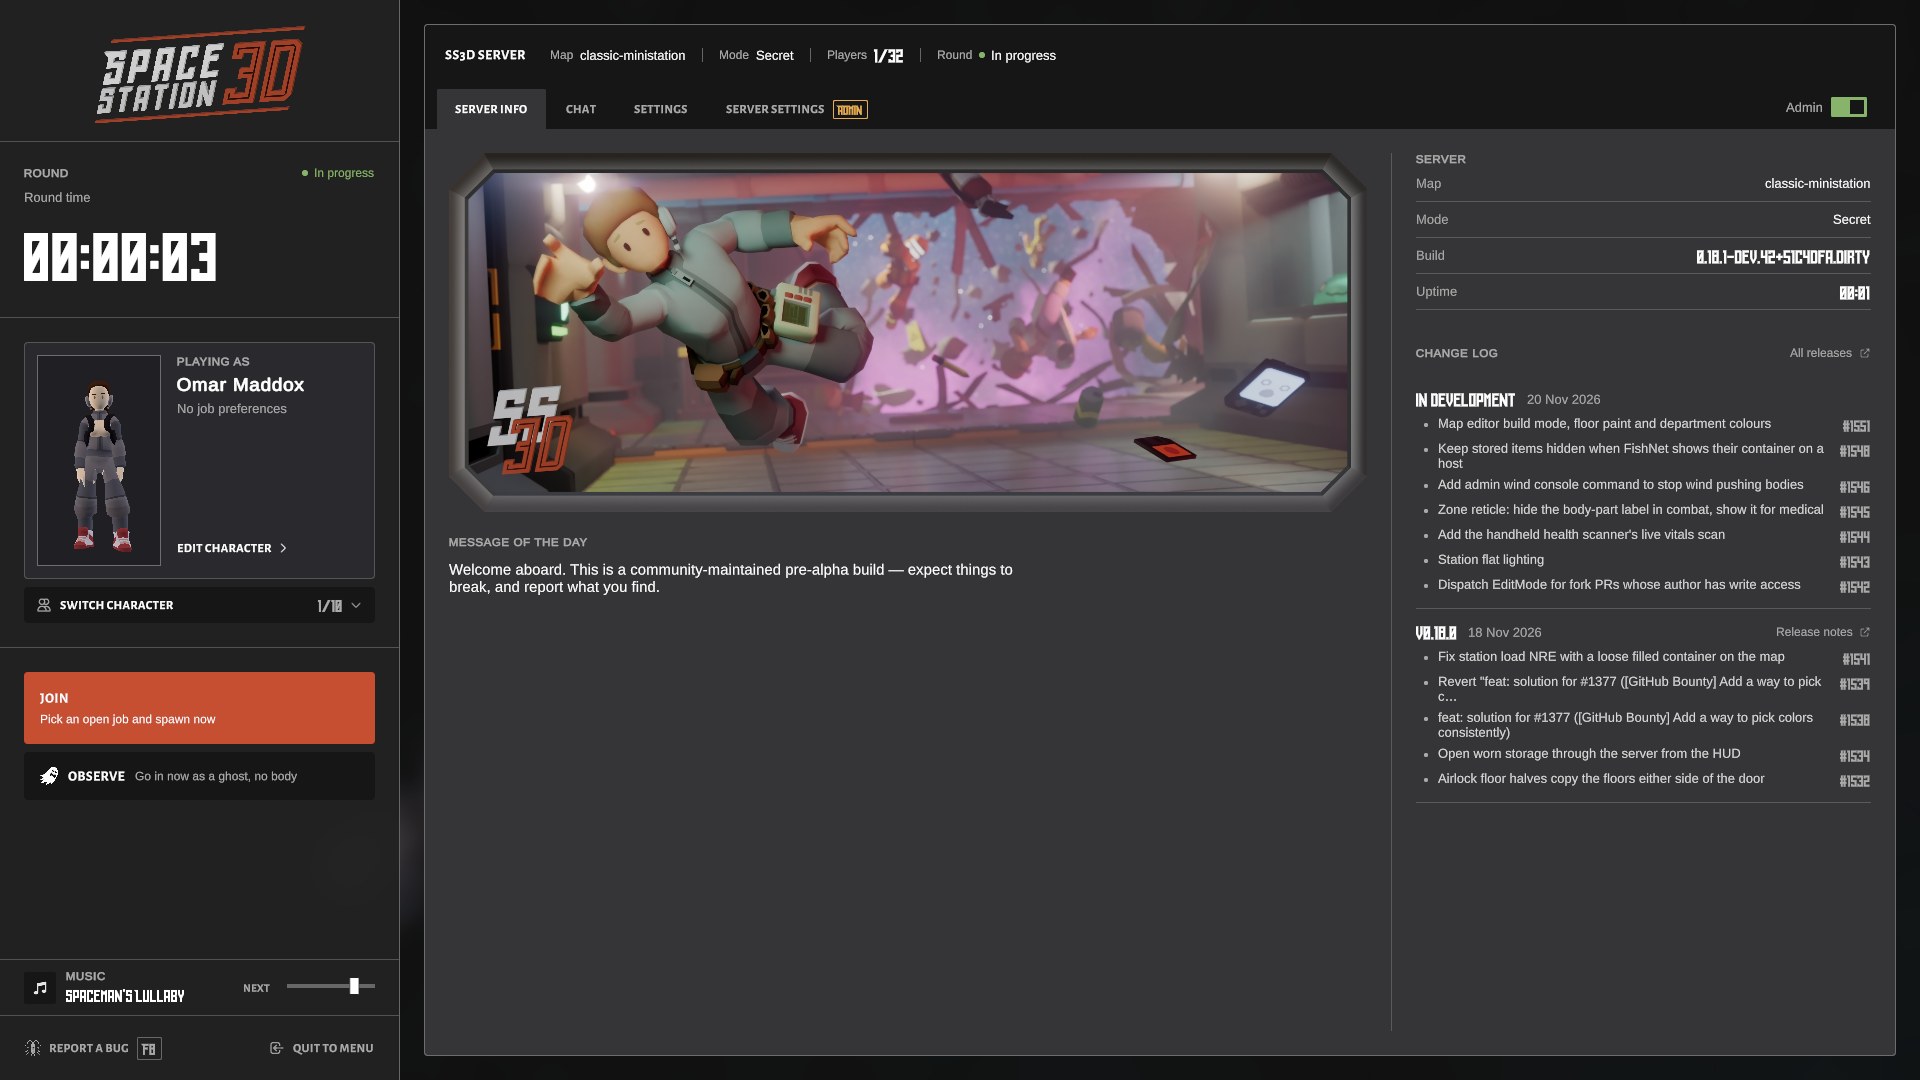 SPACE STATION 3D
ROUND
In progress
Round time
00:00:03
PLAYING AS
Omar Maddox
No job preferences
EDIT CHARACTER
SWITCH CHARACTER
1/10
JOIN
Pick an open job and spawn now
OBSERVE Go in now as a ghost, no body
MUSIC
SPACEMAN'S LULLABY
NEXT
REPORT A BUG F8
QUIT TO MENU
SS3D SERVER Map classic-ministation Mode Secret Players 1/32 Round In progress
SERVER INFO CHAT SETTINGS SERVER SETTINGS ADMIN
Admin
SS
3D
MESSAGE OF THE DAY
Welcome aboard. This is a community-maintained pre-alpha build — expect things to
break, and report what you find.
SERVER
Map classic-ministation
Mode Secret
Build 0.18.1-DEV.42+51C4DFA.DIRTY
Uptime 00:01
CHANGE LOG All releases
IN DEVELOPMENT 20 Nov 2026
Map editor build mode, floor paint and department colours #1551
Keep stored items hidden when FishNet shows their container on a #1548
host
Add admin wind console command to stop wind pushing bodies #1546
Zone reticle: hide the body-part label in combat, show it for medical #1545
Add the handheld health scanner's live vitals scan #1544
Station flat lighting #1543
Dispatch EditMode for fork PRs whose author has write access #1542
V0.18.0 18 Nov 2026 Release notes
Fix station load NRE with a loose filled container on the map #1541
Revert "feat: solution for #1377 ([GitHub Bounty] Add a way to pick #1539
c...
feat: solution for #1377 ([GitHub Bounty] Add a way to pick colors #1538
consistently)
Open worn storage through the server from the HUD #1534
Airlock floor halves copy the floors either side of the door #1532